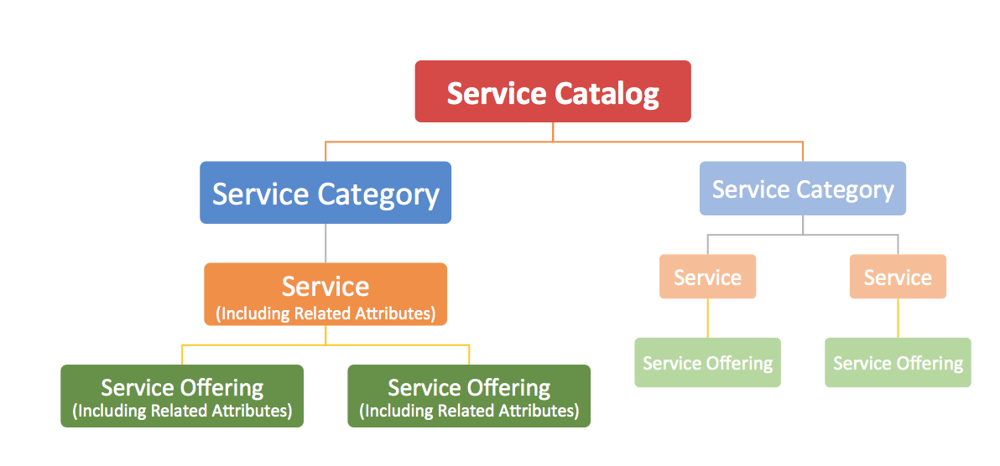 Service Catalog
Service Category
Service Category
Service
(Including Related Attributes)
Service
Service
Service Offering
(Including Related Attributes)
Service Offering
(Including Related Attributes)
Service Offering
Service Offering